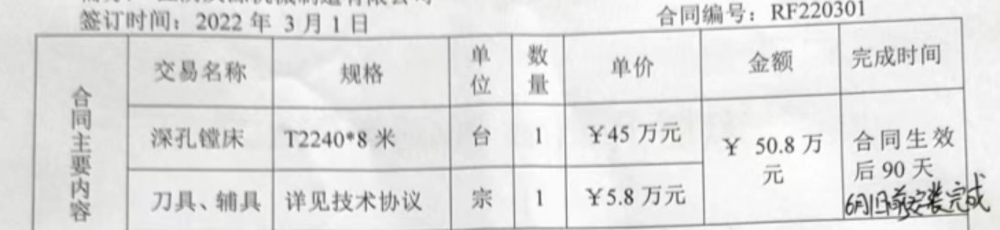 签订时间：2022 年 3 月 1 日
合同编号：RF220301
合同主要内容
交易名称 规格 单位 数量 单价 金额 完成时间
深孔镗床 T2240*8 米 台 1 ￥45 万元 ￥ 50.8 万元 合同生效后 90 天
刀具、辅具 详见技术协议 宗 1 ￥5.8 万元
6月1日前安装完成